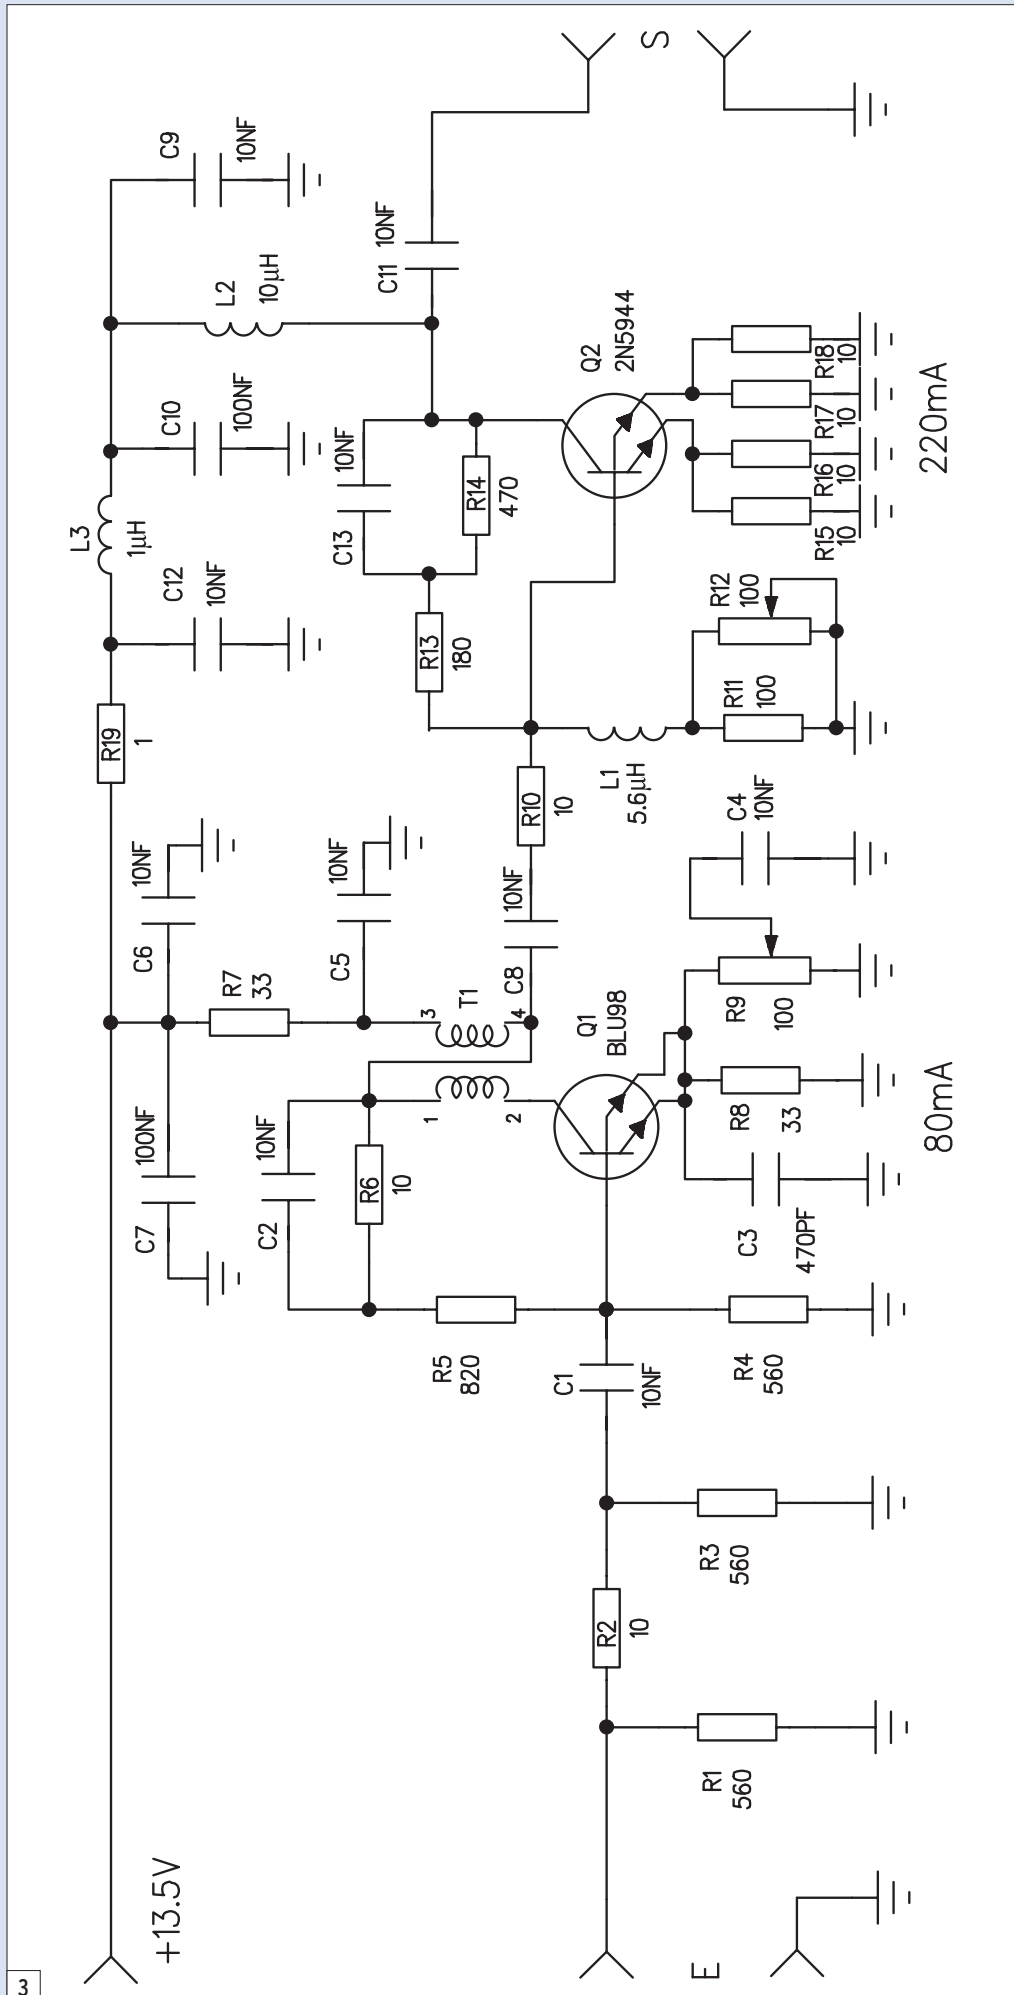 +13.5V
E
S
R1
560
R2
10
R3
560
C1
10NF
R4
560
R5
820
C2
10NF
R6
10
C7
100NF
C6
10NF
R7
33
C5
10NF
T1
1
2
3
4
Q1
BLU98
C3
470PF
R8
33
R9
100
C4
10NF
80mA
C8
10NF
R10
10
L1
5.6µH
R11
100
R12
100
R13
180
R14
470
C13
10NF
R19
1
C12
10NF
L3
1µH
C10
100NF
L2
10µH
C9
10NF
C11
10NF
Q2
2N5944
R15
10
R16
10
R17
10
R18
10
220mA
3